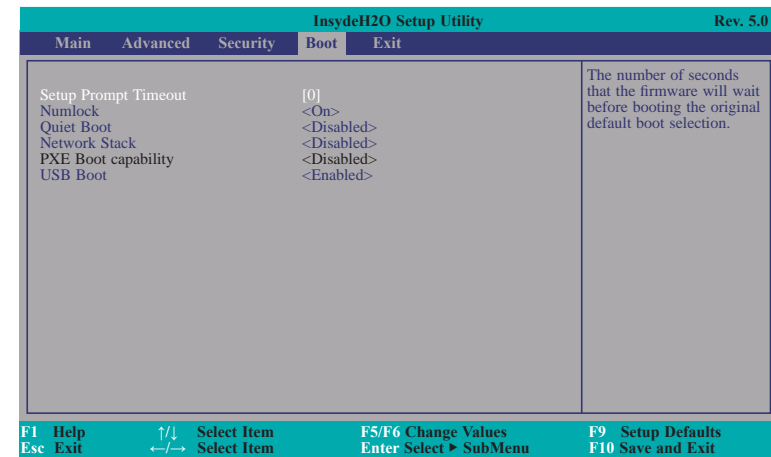 InsydeH2O Setup Utility Rev. 5.0
Main Advanced Security Boot Exit
Setup Prompt Timeout [0]
Numlock <On>
Quiet Boot <Disabled>
Network Stack <Disabled>
PXE Boot capability <Disabled>
USB Boot <Enabled>
The number of seconds
that the firmware will wait
before booting the original
default boot selection.
F1 Help ↑/↓ Select Item F5/F6 Change Values F9 Setup Defaults
Esc Exit ←/→ Select Item Enter Select ► SubMenu F10 Save and Exit